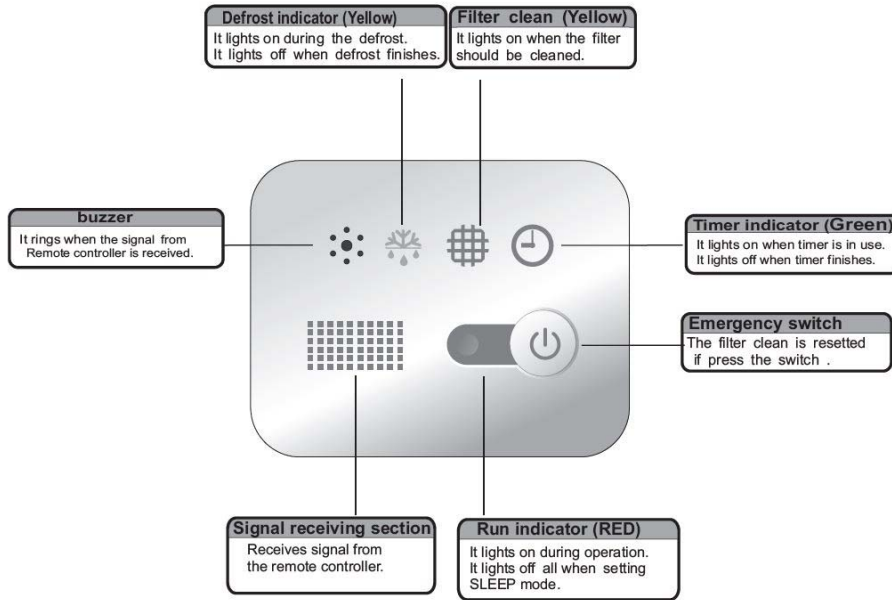 Defrost indicator (Yellow)
It lights on during the defrost.
It lights off when defrost finishes.
Filter clean (Yellow)
It lights on when the filter
should be cleaned.
buzzer
It rings when the signal from
Remote controller is received.
Timer indicator (Green)
It lights on when timer is in use.
It lights off when timer finishes.
Emergency switch
The filter clean is resetted
if press the switch .
Signal receiving section
Receives signal from
the remote controller.
Run indicator (RED)
It lights on during operation.
It lights off all when setting
SLEEP mode.